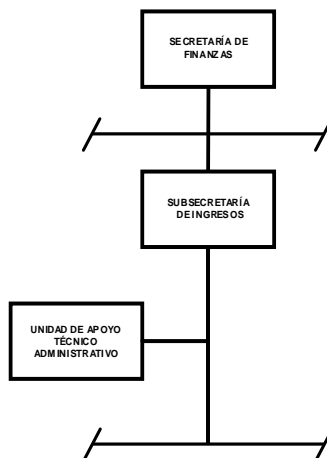 SECRETARÍA DE
FINANZAS
SUBSECRETARÍA
DE INGRESOS
UNIDAD DE APOYO
TÉCNICO
ADMINISTRATIVO